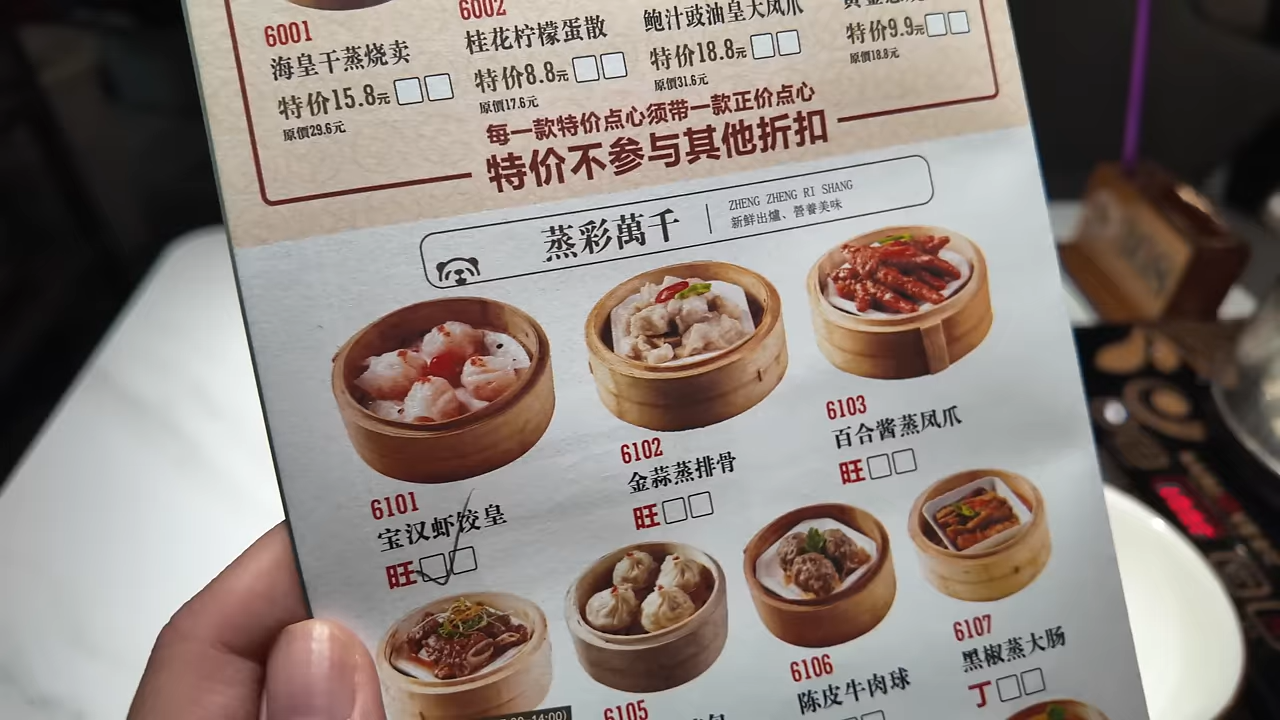 6001
海皇干蒸烧卖
特价15.8元
原價29.6元
6002
桂花柠檬蛋散
特价8.8元
原價17.6元
鲍汁豉油皇大凤爪
特价18.8元
原價31.6元
特价9.9元
原價18.8元
每一款特价点心须带一款正价点心
特价不参与其他折扣
蒸彩萬千
ZHENG ZHENG RI SHANG
新鮮出爐、營養美味
6101
宝汉虾饺皇
旺
6102
金蒜蒸排骨
旺
6103
百合酱蒸凤爪
旺
6105
6106
陈皮牛肉球
6107
黑椒蒸大肠
丁